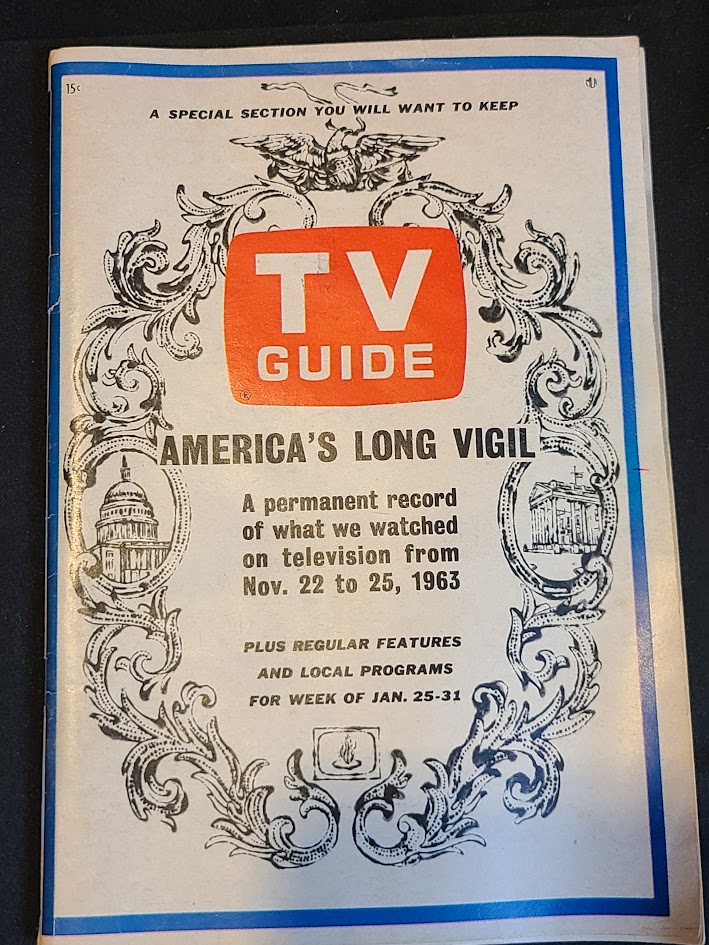 15¢
A SPECIAL SECTION YOU WILL WANT TO KEEP
TV
GUIDE
®
AMERICA'S LONG VIGIL
A permanent record
of what we watched
on television from
Nov. 22 to 25, 1963
PLUS REGULAR FEATURES
AND LOCAL PROGRAMS
FOR WEEK OF JAN. 25-31